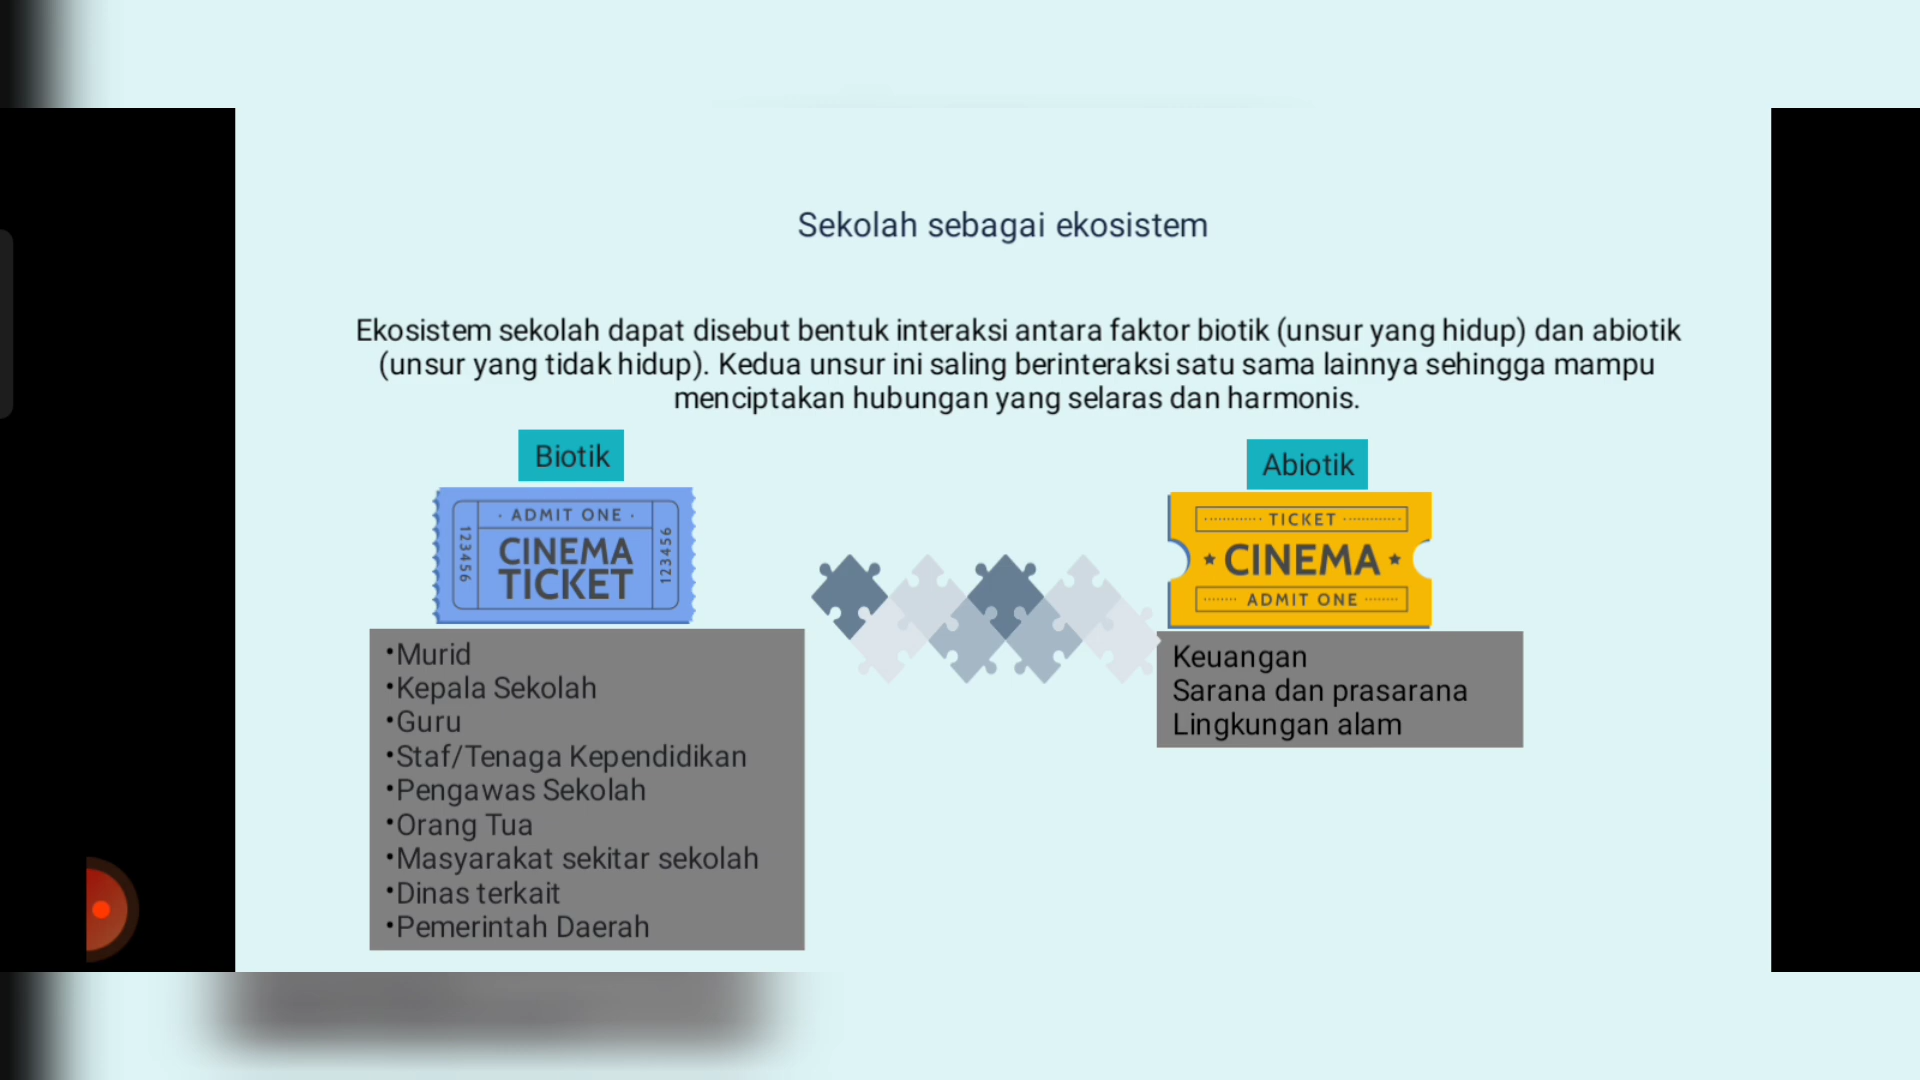 Sekolah sebagai ekosistem
Ekosistem sekolah dapat disebut bentuk interaksi antara faktor biotik (unsur yang hidup) dan abiotik
(unsur yang tidak hidup). Kedua unsur ini saling berinteraksi satu sama lainnya sehingga mampu
menciptakan hubungan yang selaras dan harmonis.
Biotik
· ADMIT ONE ·
123456
CINEMA
TICKET
123456
•Murid
•Kepala Sekolah
•Guru
•Staf/Tenaga Kependidikan
•Pengawas Sekolah
•Orang Tua
•Masyarakat sekitar sekolah
•Dinas terkait
•Pemerintah Daerah
Abiotik
TICKET
CINEMA
ADMIT ONE
Keuangan
Sarana dan prasarana
Lingkungan alam